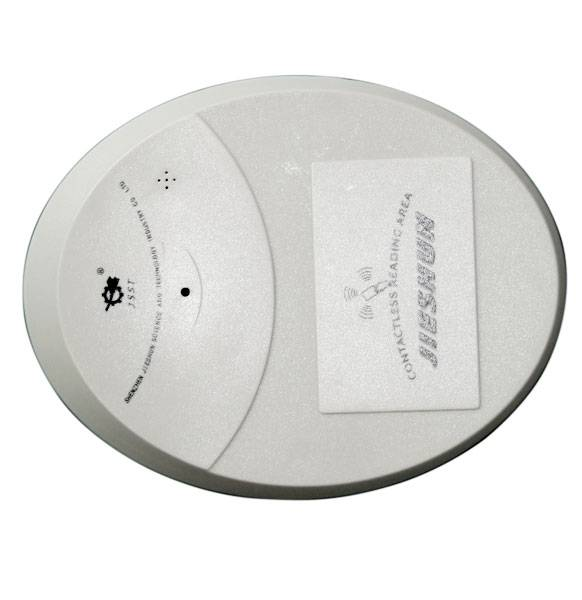 ®
JSST
SHENZHEN JIESHUN SCIENCE AND TECHNOLOGY INDUSTRY CO LTD
CONTACTLESS READING AREA
JIESHUN